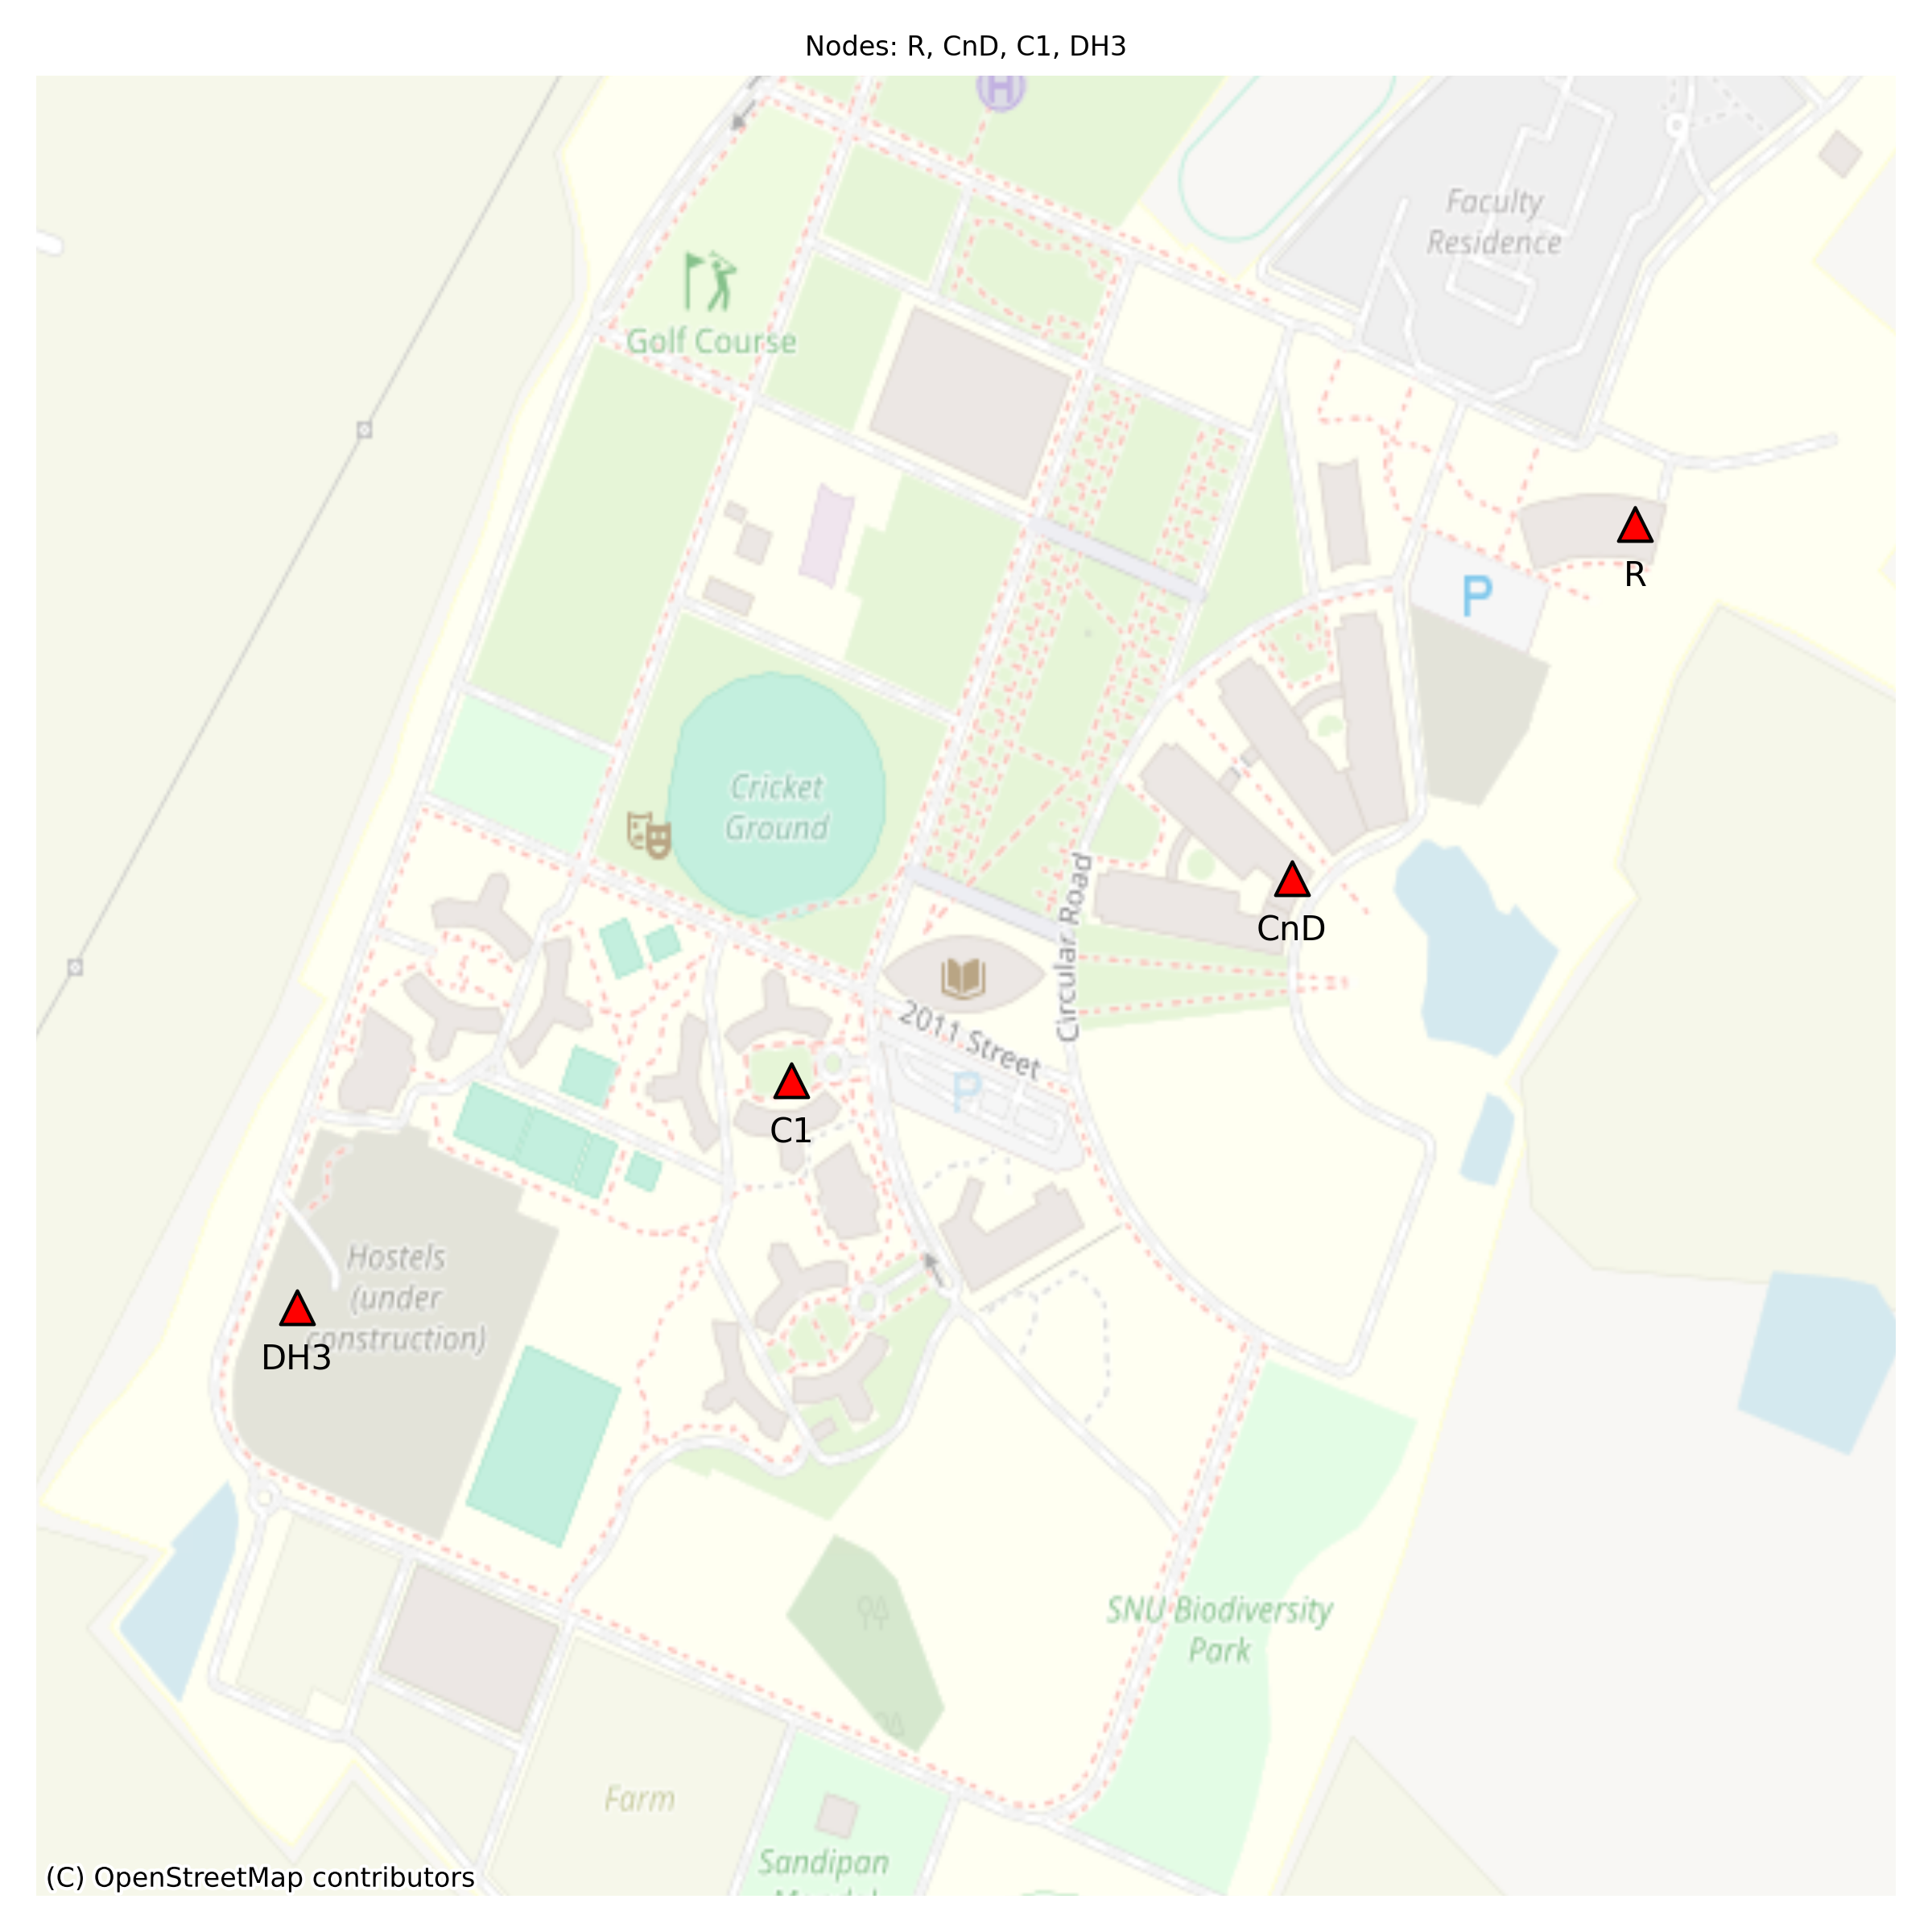 Nodes: R, CnD, C1, DH3
H
Faculty
Residence
Golf Course
R
P
Cricket
Ground
Circular Road
CnD
2011 Street
P
C1
Hostels
(under
construction)
DH3
SNU Biodiversity
Park
Farm
Sandipan
(C) OpenStreetMap contributors